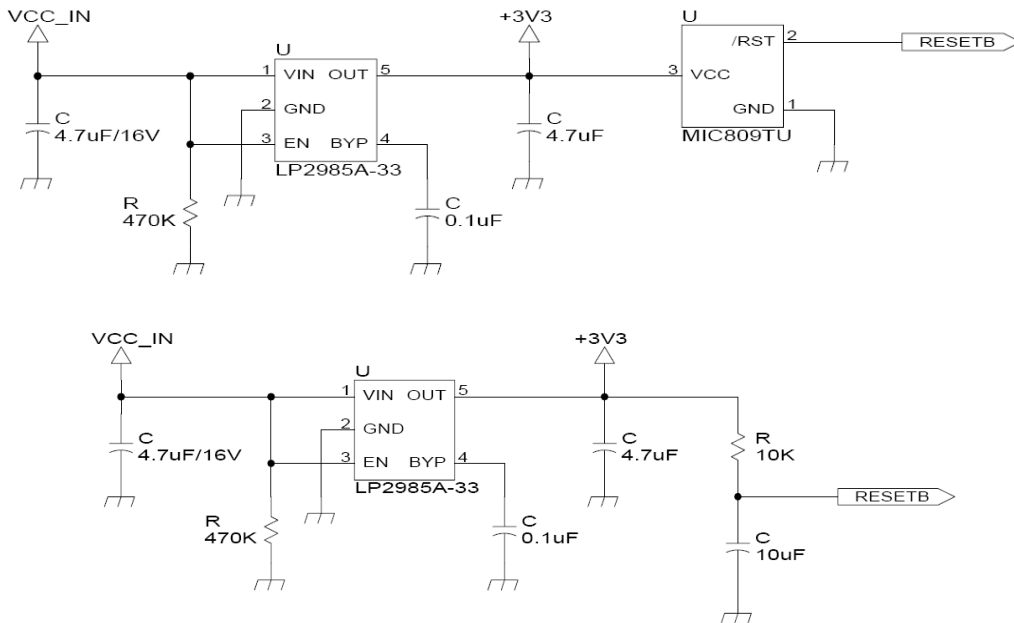 VCC_IN
+3V3
U
U
/RST 2
RESETB
1 VIN OUT 5
3 VCC
C
4.7uF/16V
2 GND
C
4.7uF
GND 1
3 EN BYP 4
MIC809TU
LP2985A-33
R
470K
C
0.1uF
VCC_IN
+3V3
U
1 VIN OUT 5
2 GND
C
4.7uF/16V
C
4.7uF
R
10K
3 EN BYP 4
LP2985A-33
RESETB
R
470K
C
0.1uF
C
10uF